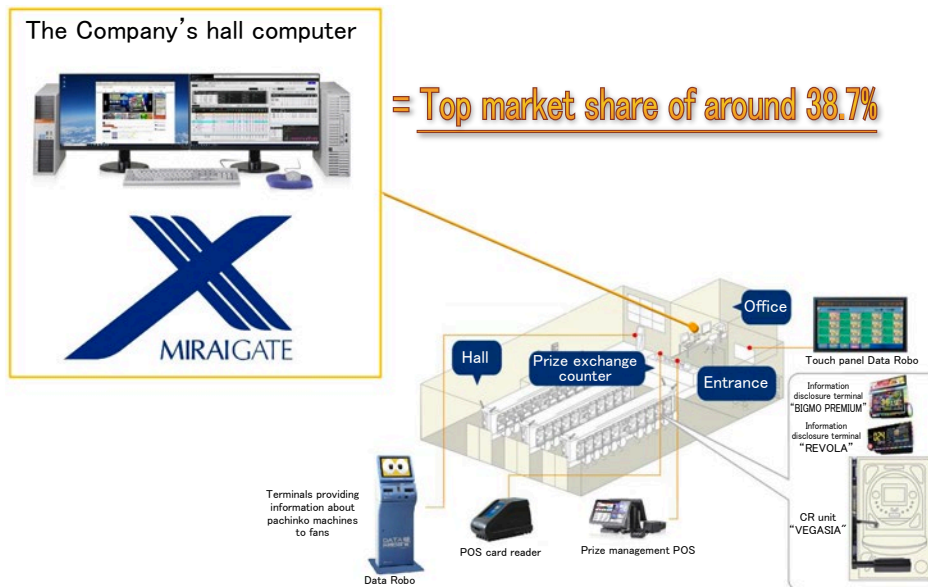 The Company's hall computer
= Top market share of around 38.7%
MIRAIGATE
Office
Hall
Prize exchange
counter
Entrance
Touch panel Data Robo
Information
disclosure terminal
"BIGMO PREMIUM"
Information
disclosure terminal
"REVOLA"
CR unit
"VEGASIA"
Terminals providing
information about
pachinko machines
to fans
Data Robo
POS card reader
Prize management POS